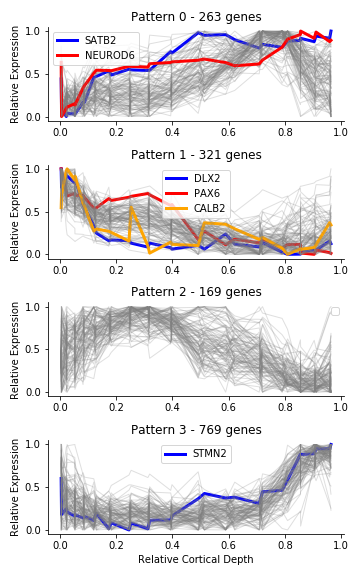 Pattern 0 - 263 genes
Relative Expression
1.0
0.5
0.0
SATB2
NEUROD6
0.0 0.2 0.4 0.6 0.8 1.0
Pattern 1 - 321 genes
Relative Expression
1.0
0.5
0.0
DLX2
PAX6
CALB2
0.0 0.2 0.4 0.6 0.8 1.0
Pattern 2 - 169 genes
Relative Expression
1.0
0.5
0.0
0.0 0.2 0.4 0.6 0.8 1.0
Pattern 3 - 769 genes
Relative Expression
1.0
0.5
0.0
STMN2
0.0 0.2 0.4 0.6 0.8 1.0
Relative Cortical Depth